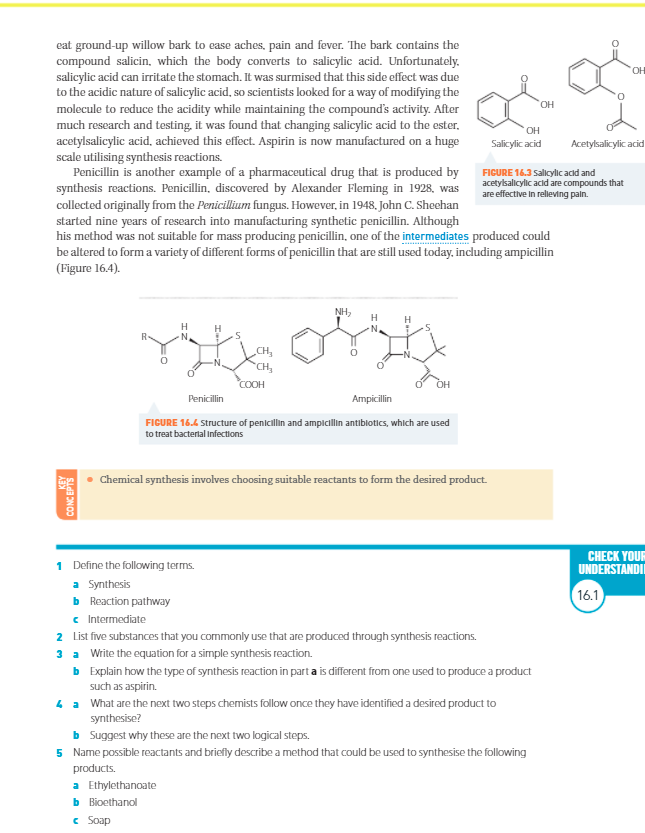 eat ground-up willow bark to ease aches, pain and fever. The bark contains the
compound salicin, which the body converts to salicylic acid. Unfortunately,
salicylic acid can irritate the stomach. It was surmised that this side effect was due
to the acidic nature of salicylic acid, so scientists looked for a way of modifying the
molecule to reduce the acidity while maintaining the compound's activity. After
much research and testing, it was found that changing salicylic acid to the ester,
acetylsalicylic acid, achieved this effect. Aspirin is now manufactured on a huge
scale utilising synthesis reactions.
Penicillin is another example of a pharmaceutical drug that is produced by
synthesis reactions. Penicillin, discovered by Alexander Fleming in 1928, was
collected originally from the Penicillium fungus. However, in 1948, John C. Sheehan
started nine years of research into manufacturing synthetic penicillin. Although
his method was not suitable for mass producing penicillin, one of the intermediates produced could
be altered to form a variety of different forms of penicillin that are still used today, including ampicillin
(Figure 16.4).
O
OH
OH
Salicylic acid
O
OH
O
O
Acetylsalicylic acid
FIGURE 16.3 Salicylic acid and
acetylsalicylic acid are compounds that
are effective in relieving pain.
R
O
H
N
H
S
O
N
CH3
CH3
COOH
Penicillin
NH2
O
H
N
H
S
O
N
O
OH
Ampicillin
FIGURE 16.4 Structure of penicillin and ampicillin antibiotics, which are used
to treat bacterial infections
KEY
CONCEPTS
• Chemical synthesis involves choosing suitable reactants to form the desired product.
CHECK YOUR
UNDERSTANDI
16.1
1 Define the following terms.
a Synthesis
b Reaction pathway
c Intermediate
2 List five substances that you commonly use that are produced through synthesis reactions.
3 a Write the equation for a simple synthesis reaction.
b Explain how the type of synthesis reaction in part a is different from one used to produce a product
such as aspirin.
4 a What are the next two steps chemists follow once they have identified a desired product to
synthesise?
b Suggest why these are the next two logical steps.
5 Name possible reactants and briefly describe a method that could be used to synthesise the following
products.
a Ethylethanoate
b Bioethanol
c Soap